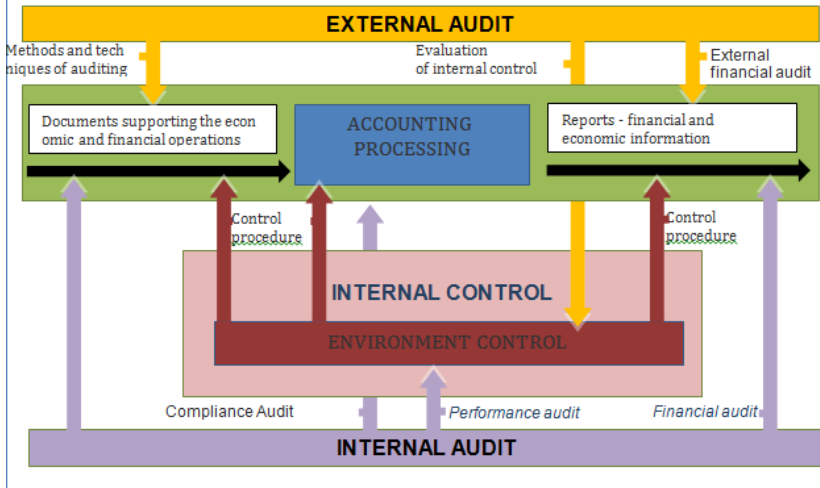 EXTERNAL AUDIT
Methods and tech
niques of auditing
Evaluation
of internal control
External
financial audit
Documents supporting the econ
omic and financial operations
ACCOUNTING
PROCESSING
Reports - financial and
economic information
Control
procedure
Control
procedure
INTERNAL CONTROL
ENVIRONMENT CONTROL
Compliance Audit
Performance audit
Financial audit
INTERNAL AUDIT